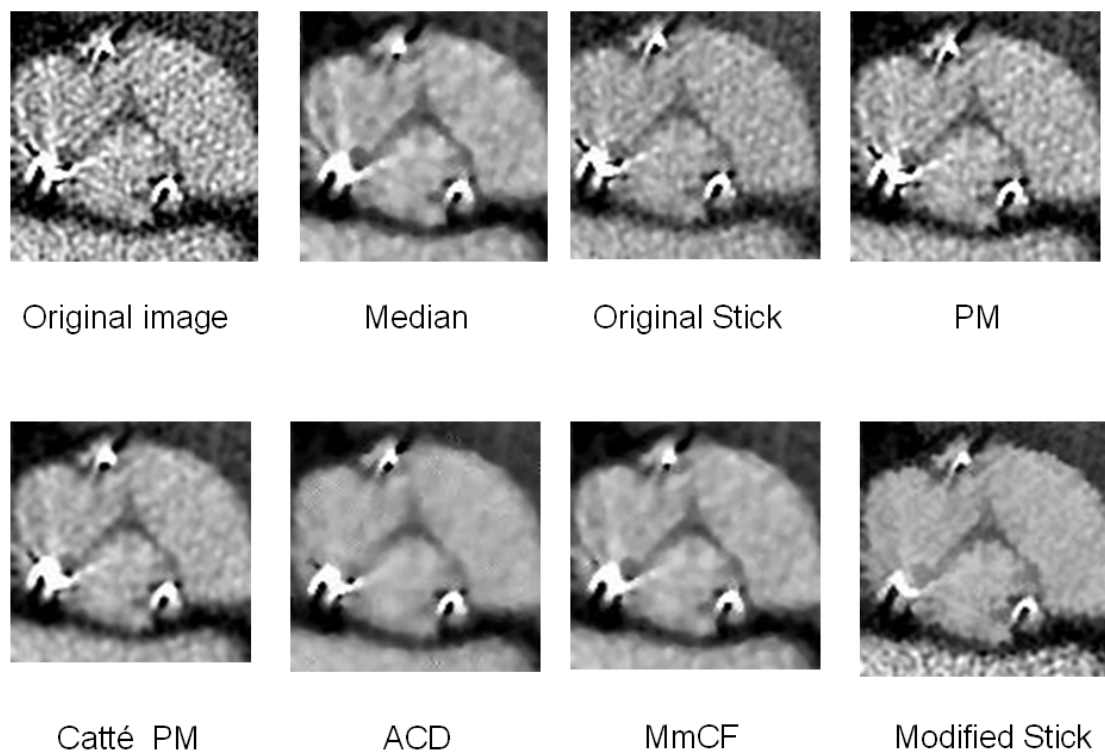 Original image
Median
Original Stick
PM
Catté PM
ACD
MmCF
Modified Stick